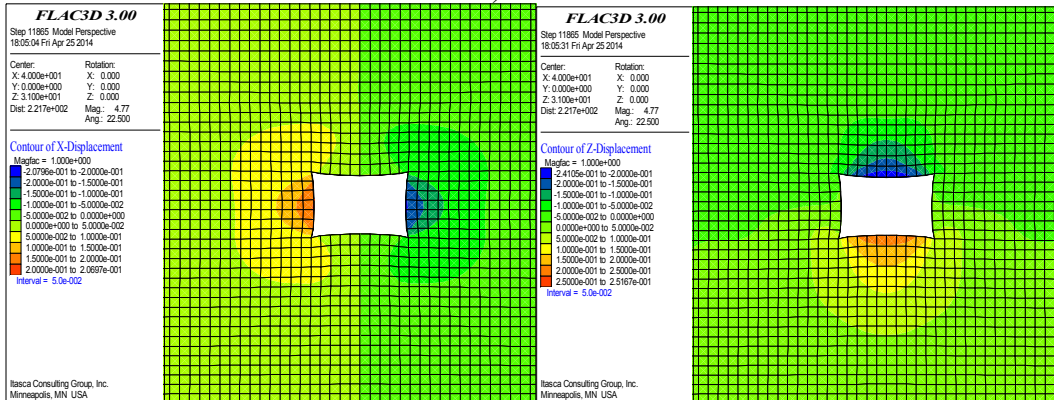 FLAC3D 3.00
Step 11865 Model Perspective
18:05:04 Fri Apr 25 2014
Center: Rotation:
X: 4.000e+001 X: 0.000
Y: 0.000e+000 Y: 0.000
Z: 3.100e+001 Z: 0.000
Dist: 2.217e+002 Mag.: 4.77
Ang.: 22.500
Contour of X-Displacement
Magfac = 1.000e+000
-2.0796e-001 to -2.0000e-001
-2.0000e-001 to -1.5000e-001
-1.5000e-001 to -1.0000e-001
-1.0000e-001 to -5.0000e-002
-5.0000e-002 to 0.0000e+000
0.0000e+000 to 5.0000e-002
5.0000e-002 to 1.0000e-001
1.0000e-001 to 1.5000e-001
1.5000e-001 to 2.0000e-001
2.0000e-001 to 2.0697e-001
Interval = 5.0e-002
Itasca Consulting Group, Inc.
Minneapolis, MN USA
FLAC3D 3.00
Step 11865 Model Perspective
18:05:31 Fri Apr 25 2014
Center: Rotation:
X: 4.000e+001 X: 0.000
Y: 0.000e+000 Y: 0.000
Z: 3.100e+001 Z: 0.000
Dist: 2.217e+002 Mag.: 4.77
Ang.: 22.500
Contour of Z-Displacement
Magfac = 1.000e+000
-2.4105e-001 to -2.0000e-001
-2.0000e-001 to -1.5000e-001
-1.5000e-001 to -1.0000e-001
-1.0000e-001 to -5.0000e-002
-5.0000e-002 to 0.0000e+000
0.0000e+000 to 5.0000e-002
5.0000e-002 to 1.0000e-001
1.0000e-001 to 1.5000e-001
1.5000e-001 to 2.0000e-001
2.0000e-001 to 2.5000e-001
2.5000e-001 to 2.5167e-001
Interval = 5.0e-002
Itasca Consulting Group, Inc.
Minneapolis, MN USA